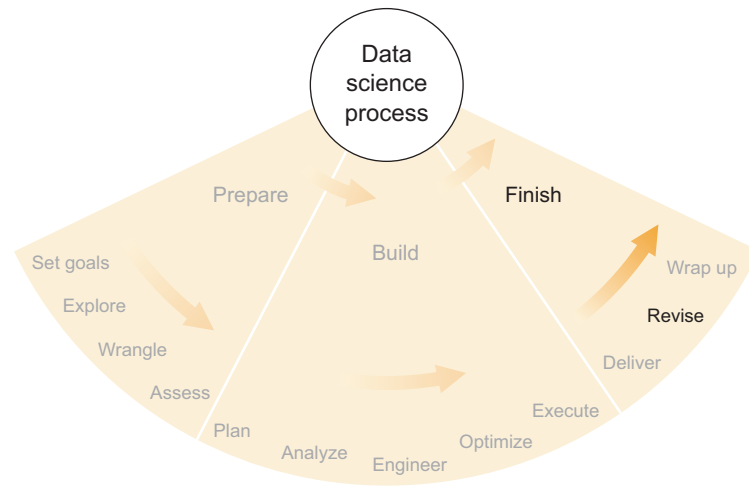 Data
science
process
Prepare
Finish
Build
Set goals
Explore
Wrangle
Assess
Plan
Analyze
Engineer
Optimize
Execute
Deliver
Revise
Wrap up